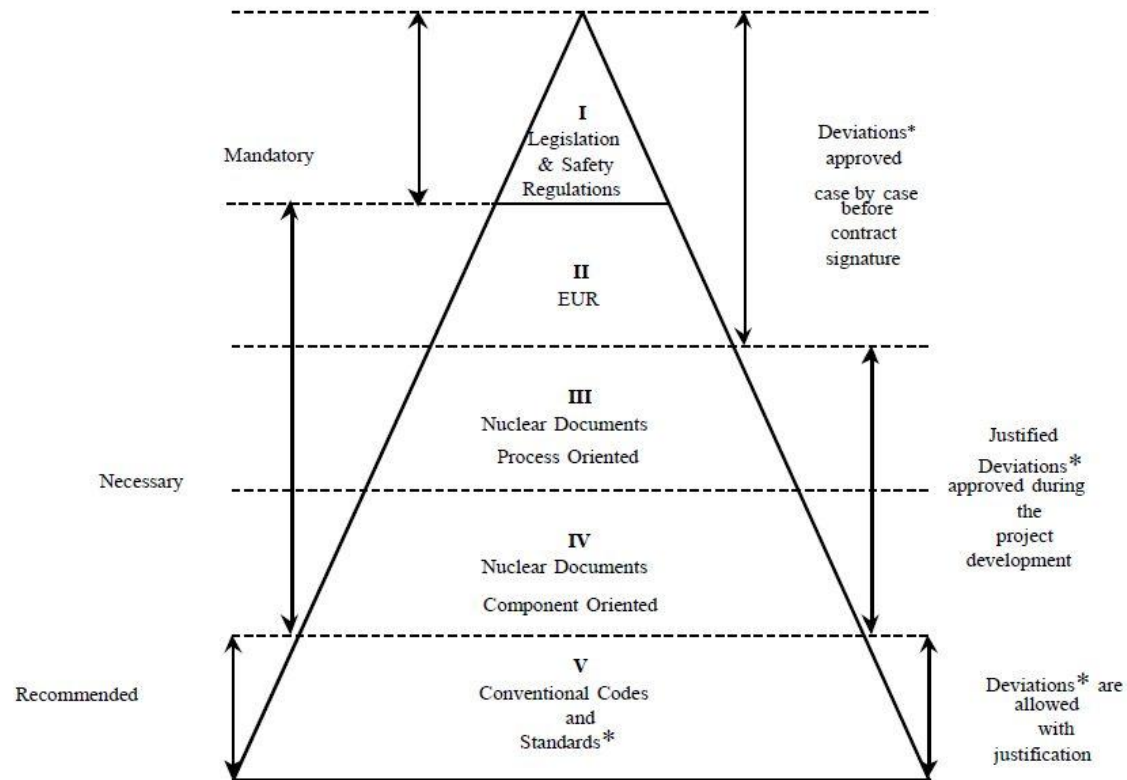 I
Legislation
& Safety
Regulations
Mandatory
Deviations*
approved
case by case
before
contract
signature
II
EUR
III
Nuclear Documents
Process Oriented
Necessary
Justified
Deviations*
approved during
the
project
development
IV
Nuclear Documents
Component Oriented
V
Conventional Codes
and
Standards*
Recommended
Deviations* are
allowed
with
justification